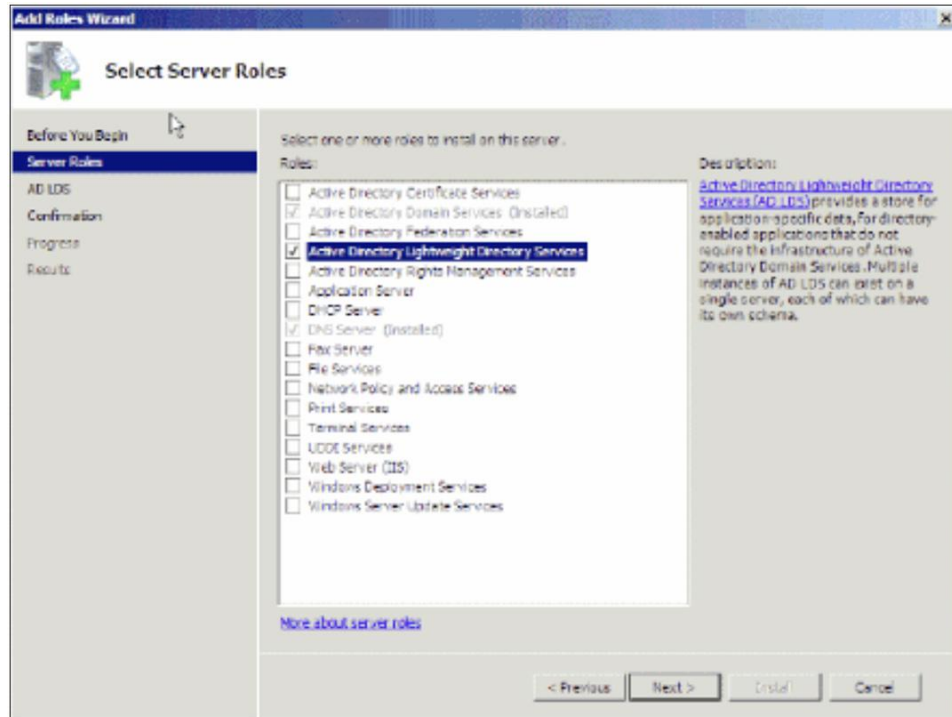 Add Roles Wizard
Select Server Roles
Before You Begin
Server Roles
AD LDS
Confirmation
Progress
Results
Select one or more roles to install on this server.
Roles:
Active Directory Certificate Services
Active Directory Domain Services (Installed)
Active Directory Federation Services
Active Directory Lightweight Directory Services
Active Directory Rights Management Services
Application Server
DHCP Server
DNS Server (Installed)
Fax Server
File Services
Network Policy and Access Services
Print Services
Terminal Services
UDDI Services
Web Server (IIS)
Windows Deployment Services
Windows Server Update Services
More about server roles
Description:
Active Directory Lightweight Directory
Services (AD LDS) provides a store for
application-specific data, for directory-
enabled applications that do not
require the infrastructure of Active
Directory Domain Services. Multiple
instances of AD LDS can exist on a
single server, each of which can have
its own schema.
< Previous
Next >
Install
Cancel